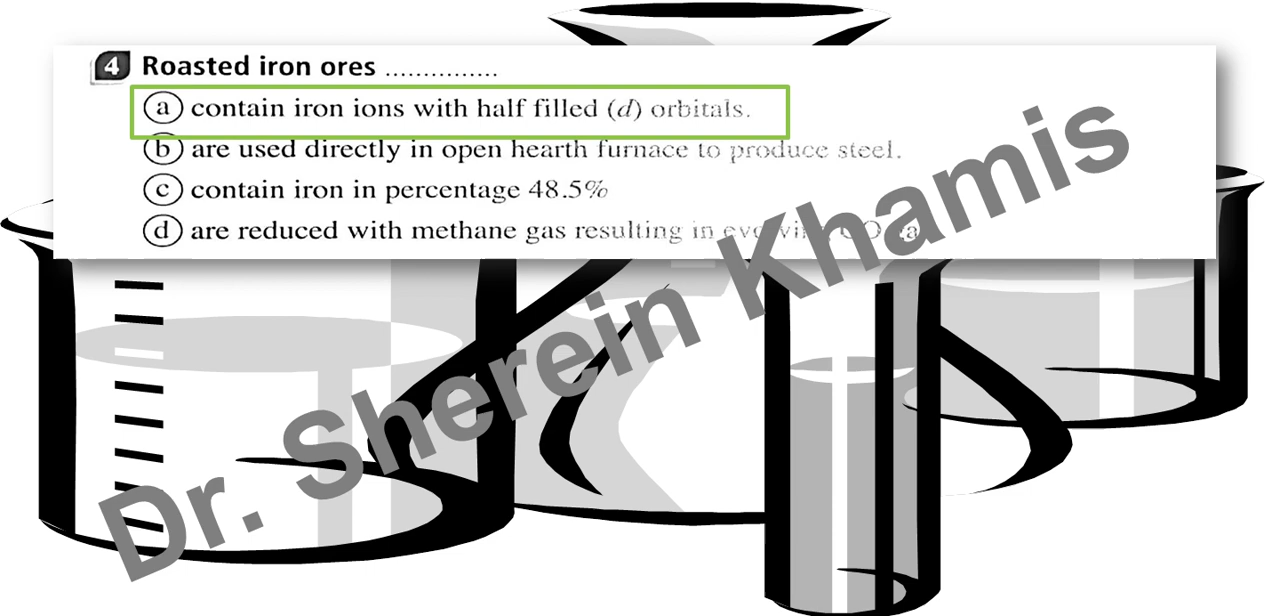 4 Roasted iron ores ...............
a contain iron ions with half filled (d) orbitals.
b are used directly in open hearth furnace to produce steel.
c contain iron in percentage 48.5%
d are reduced with methane gas resulting in
Dr. Sherein Khamis